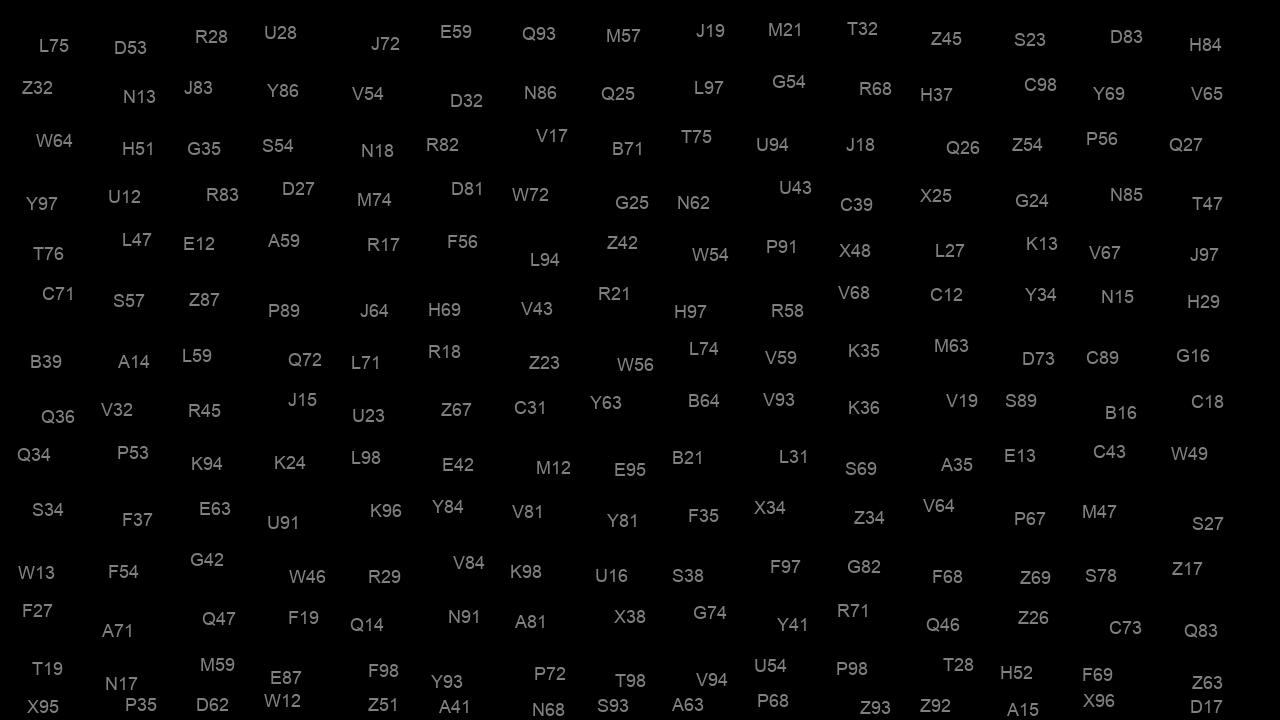 L75 D53 R28 U28 J72 E59 Q93 M57 J19 M21 T32 Z45 S23 D83 H84
Z32 N13 J83 Y86 V54 D32 N86 Q25 L97 G54 R68 H37 C98 Y69 V65
W64 H51 G35 S54 N18 R82 V17 B71 T75 U94 J18 Q26 Z54 P56 Q27
Y97 U12 R83 D27 M74 D81 W72 G25 N62 U43 C39 X25 G24 N85 T47
T76 L47 E12 A59 R17 F56 L94 Z42 W54 P91 X48 L27 K13 V67 J97
C71 S57 Z87 P89 J64 H69 V43 R21 H97 R58 V68 C12 Y34 N15 H29
B39 A14 L59 Q72 L71 R18 Z23 W56 L74 V59 K35 M63 D73 C89 G16
Q36 V32 R45 J15 U23 Z67 C31 Y63 B64 V93 K36 V19 S89 B16 C18
Q34 P53 K94 K24 L98 E42 M12 E95 B21 L31 S69 A35 E13 C43 W49
S34 F37 E63 U91 K96 Y84 V81 Y81 F35 X34 Z34 V64 P67 M47 S27
W13 F54 G42 W46 R29 V84 K98 U16 S38 F97 G82 F68 Z69 S78 Z17
F27 A71 Q47 F19 Q14 N91 A81 X38 G74 Y41 R71 Q46 Z26 C73 Q83
T19 N17 M59 E87 F98 Y93 P72 T98 V94 U54 P98 T28 H52 F69 Z63
X95 P35 D62 W12 Z51 A41 N68 S93 A63 P68 Z93 Z92 A15 X96 D17